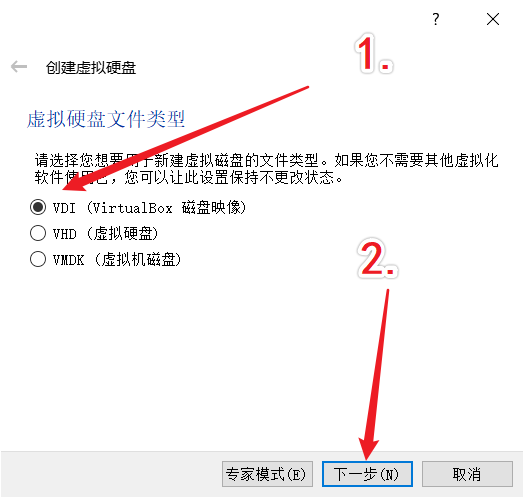 ?
创建虚拟硬盘
1.
虚拟硬盘文件类型
请选择您想要用于新建虚拟磁盘的文件类型。如果您不需要其他虚拟化
软件使用它，您可以让此设置保持不更改状态。
VDI (VirtualBox 磁盘映像)
VHD (虚拟硬盘)
VMDK (虚拟机磁盘)
2.
专家模式(E)
下一步(N)
取消